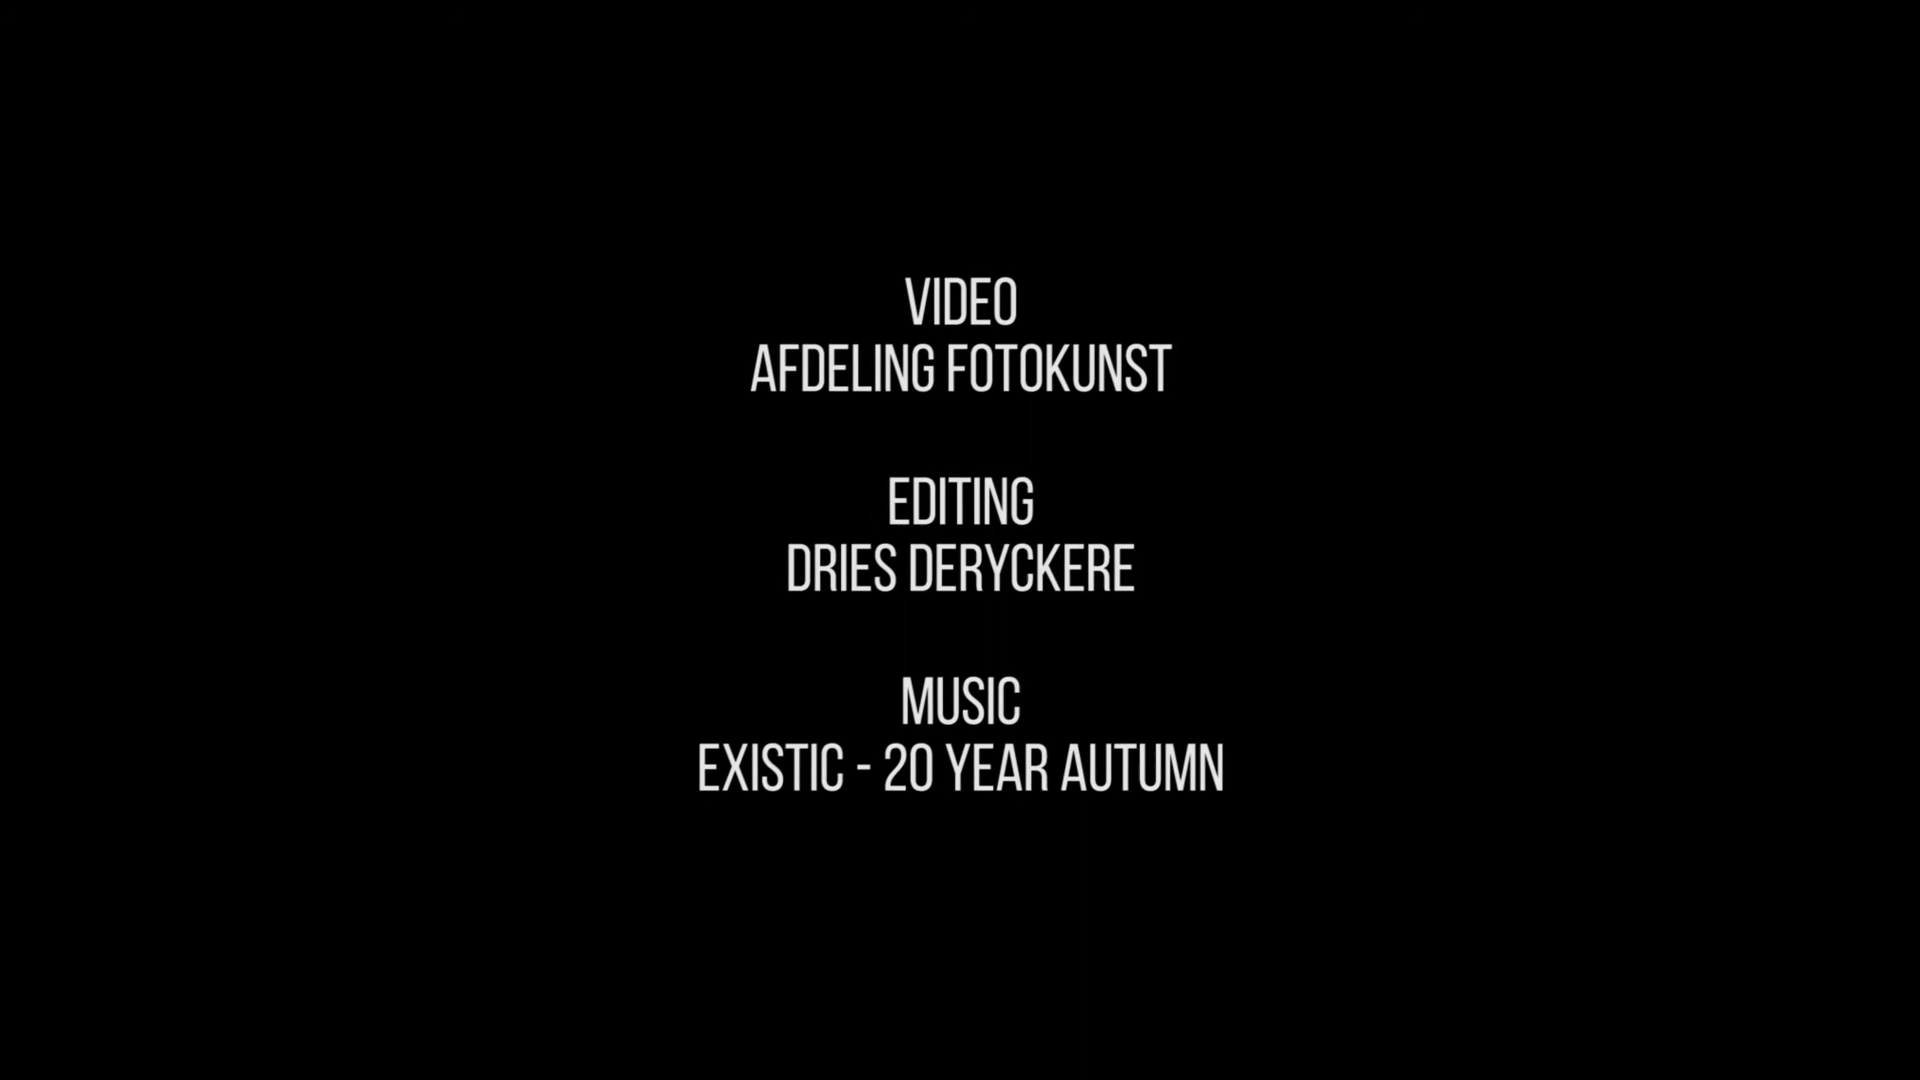 VIDEO
AFDELING FOTOKUNST
EDITING
DRIES DERYCKERE
MUSIC
EXISTIC - 20 YEAR AUTUMN